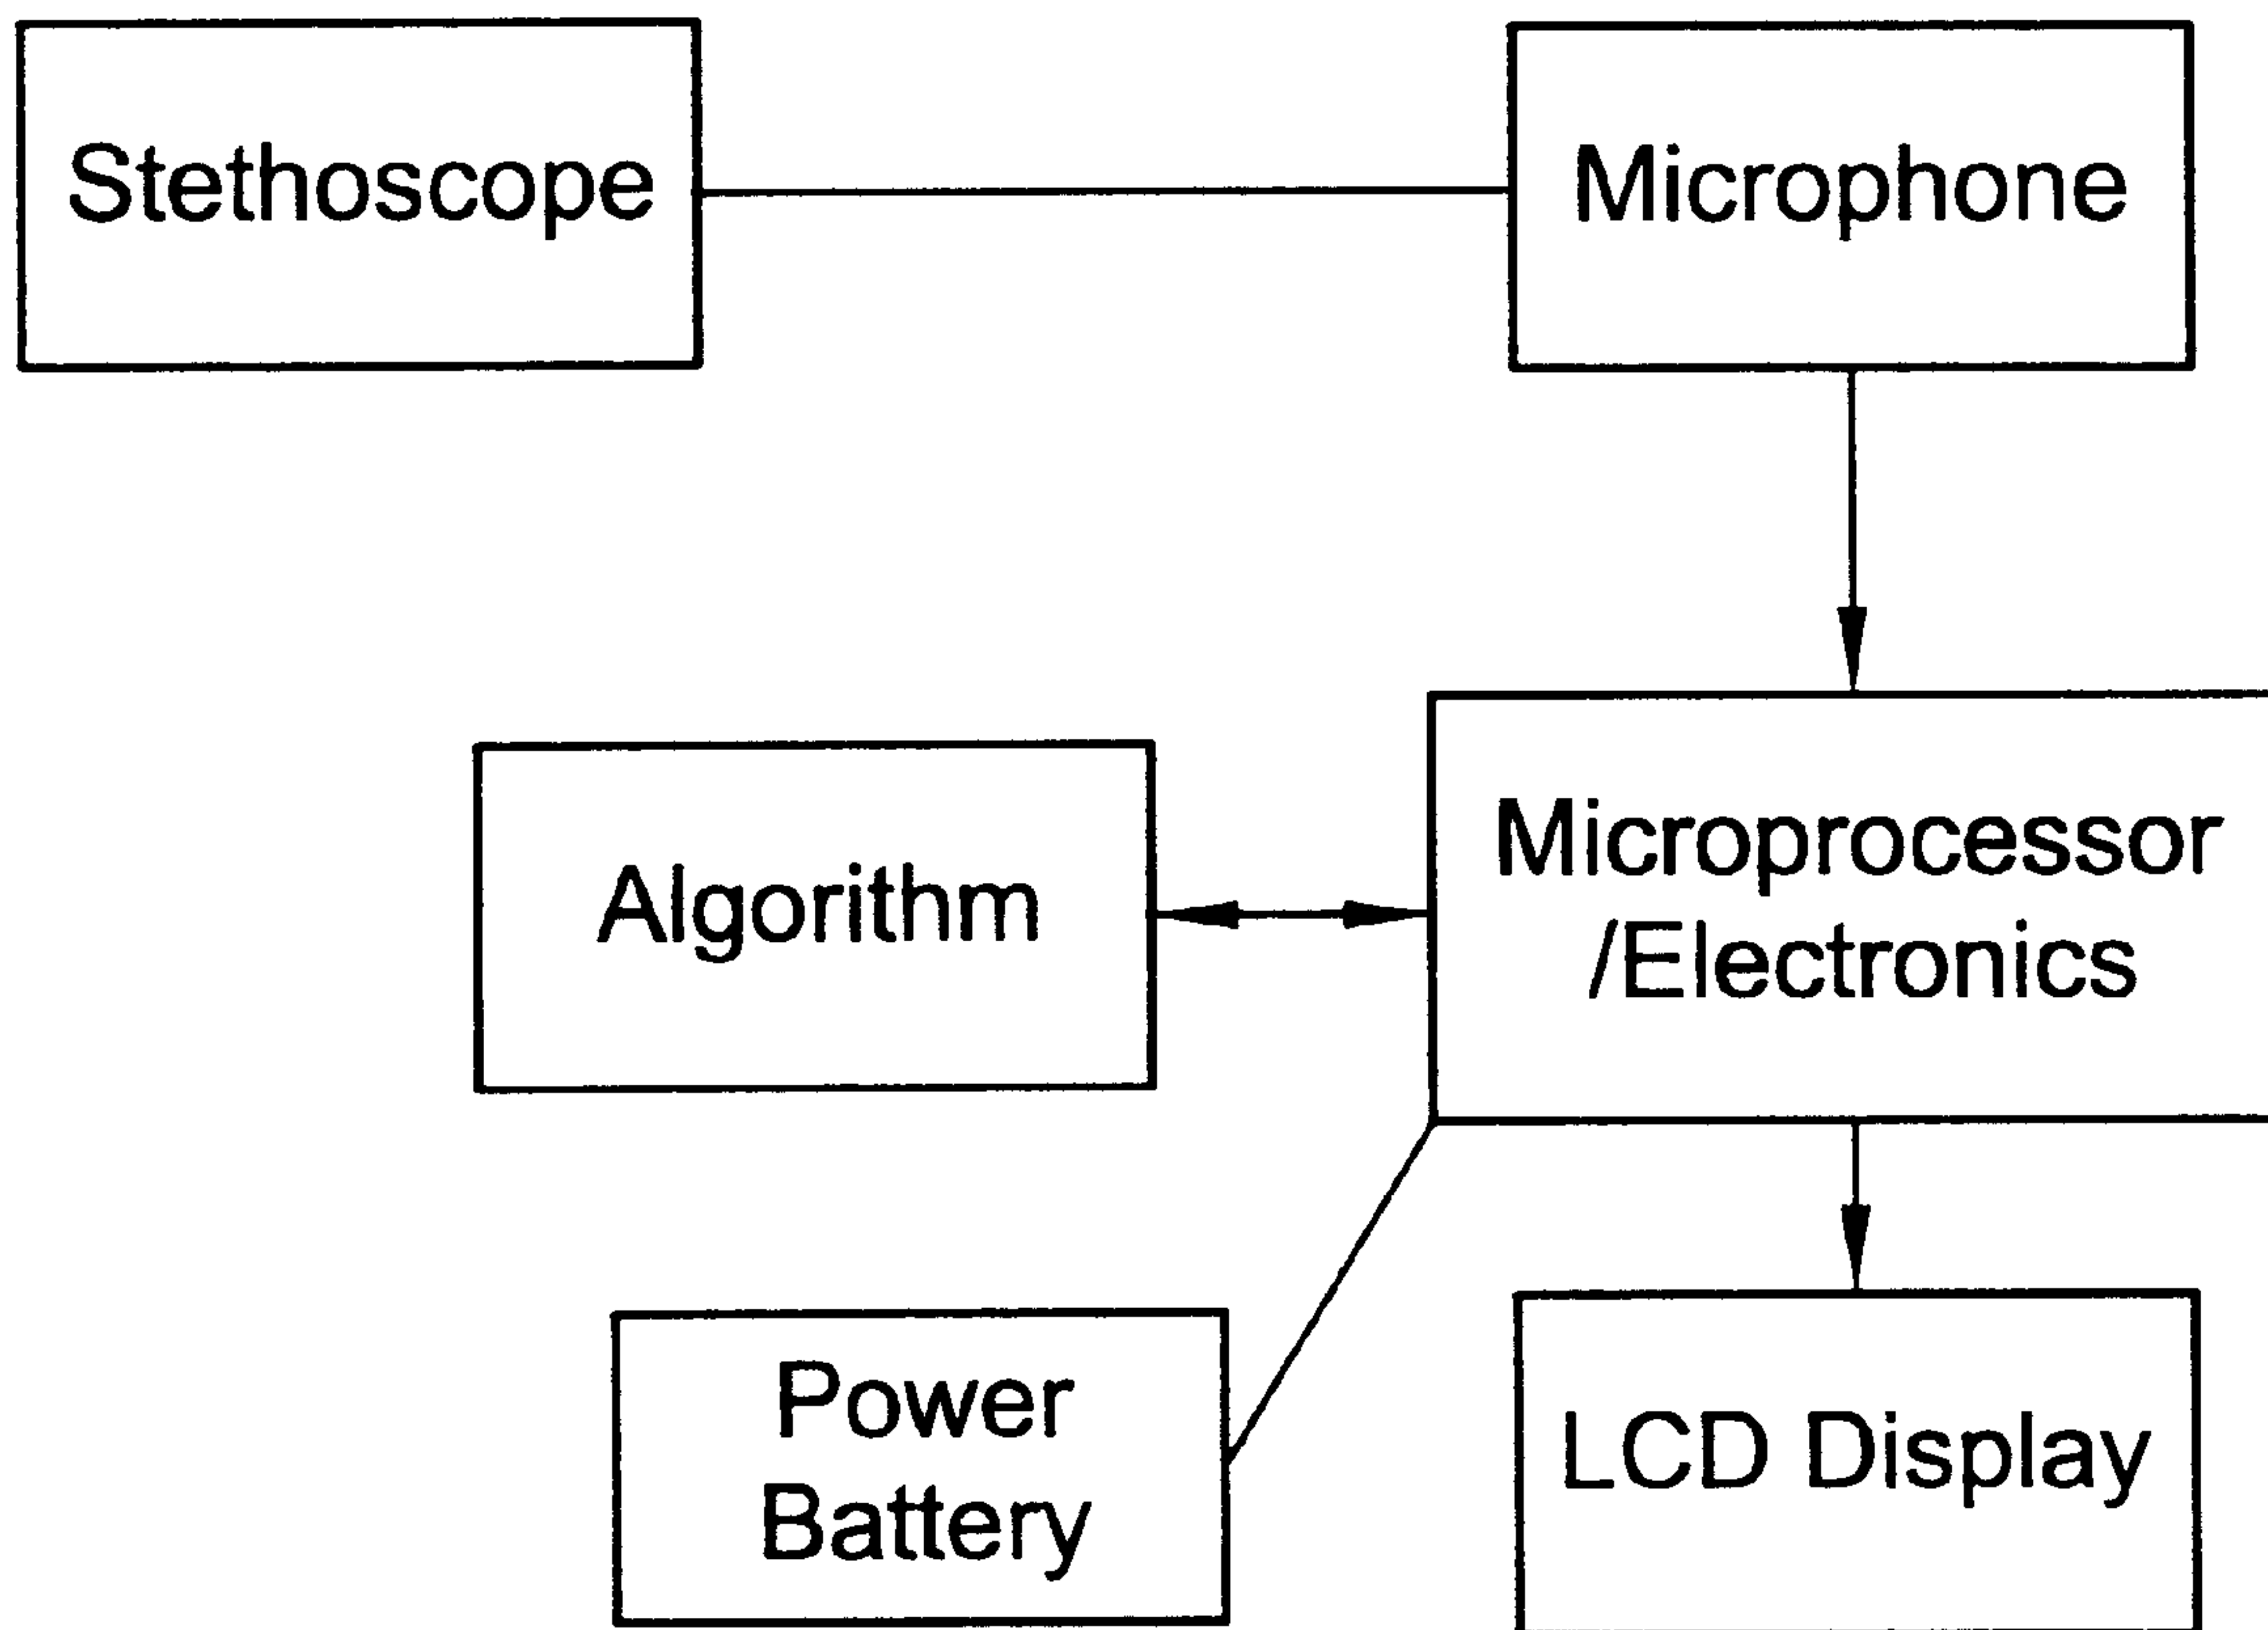 Stethoscope
Microphone
Algorithm
Microprocessor
/Electronics
Power
Battery
LCD Display